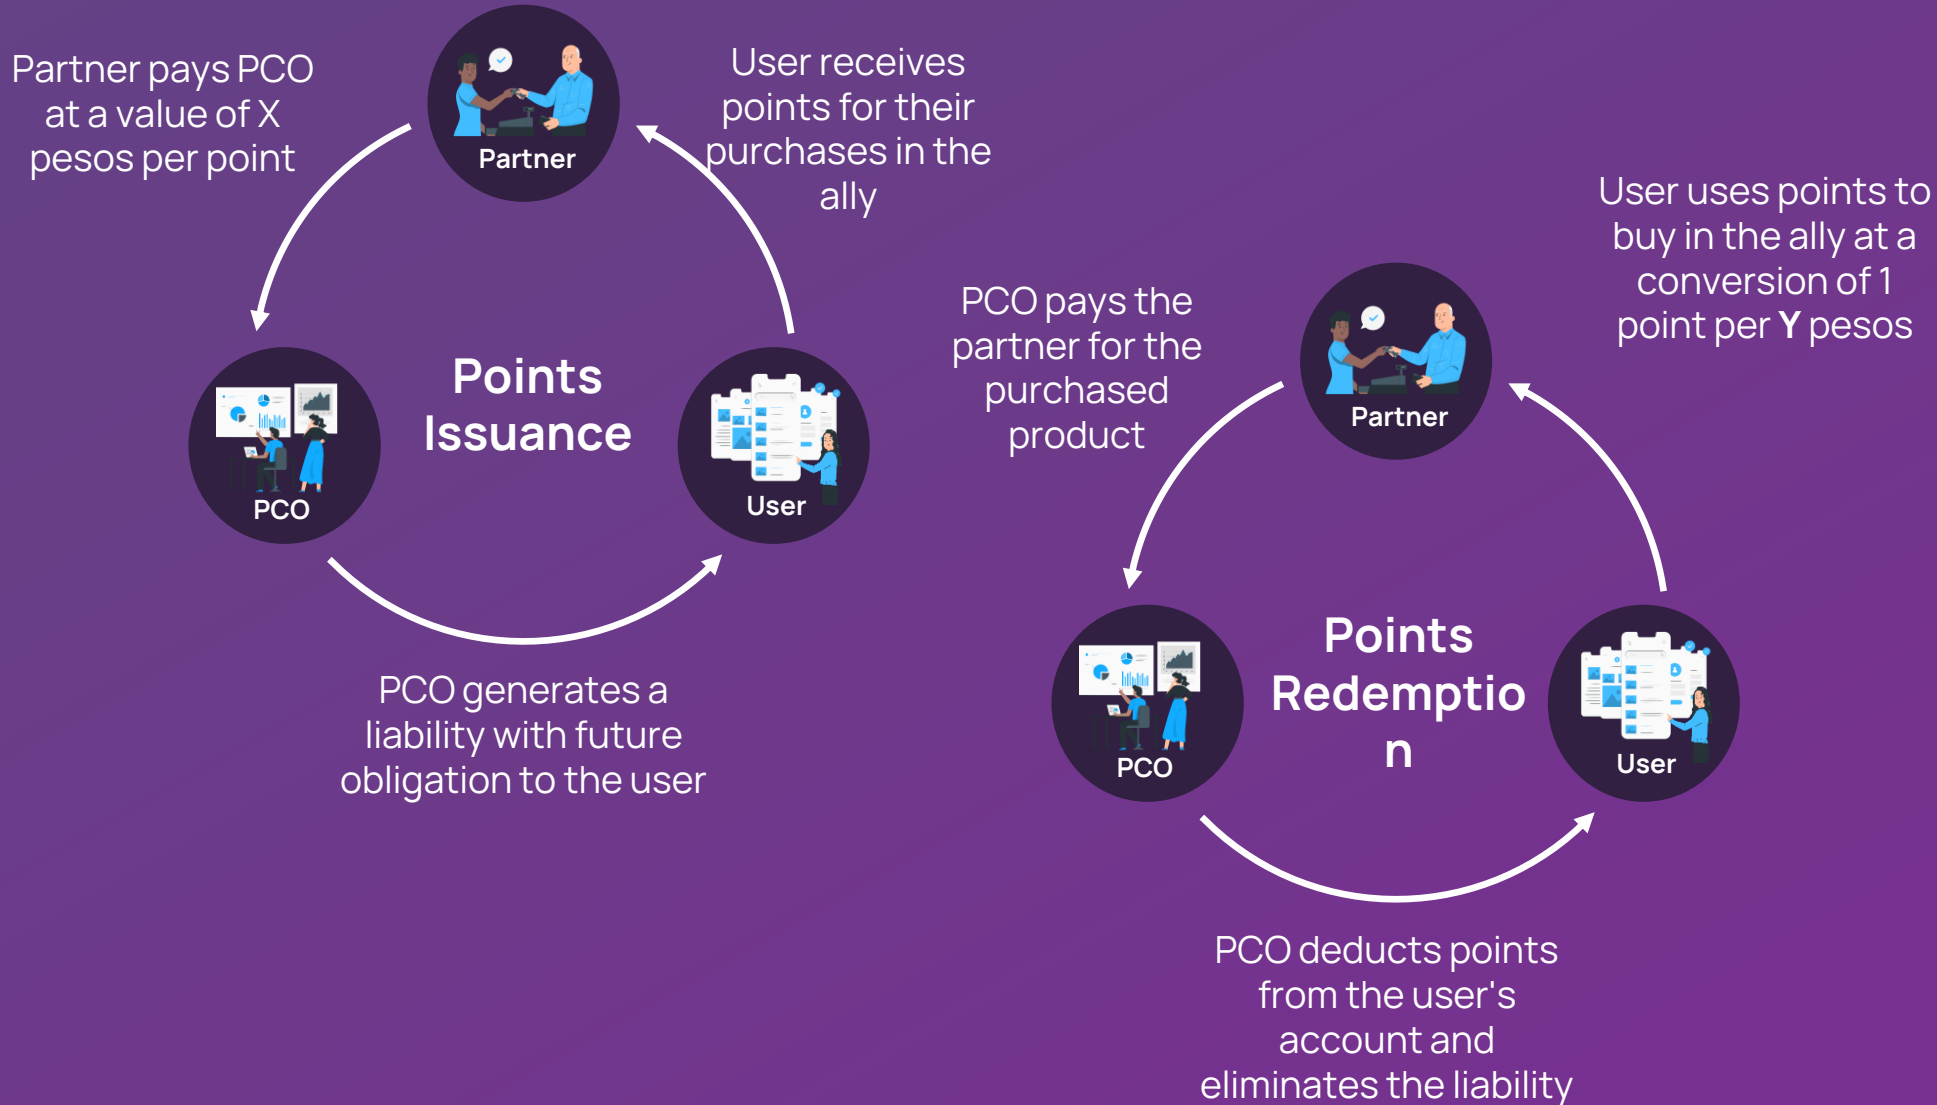 Partner pays PCO
at a value of X
pesos per point
Partner
User receives
points for their
purchases in the
ally
Points
Issuance
PCO
User
PCO generates a
liability with future
obligation to the user
User uses points to
buy in the ally at a
conversion of 1
point per Y pesos
PCO pays the
partner for the
purchased
product
Partner
Points
Redemptio
n
PCO
User
PCO deducts points
from the user's
account and
eliminates the liability